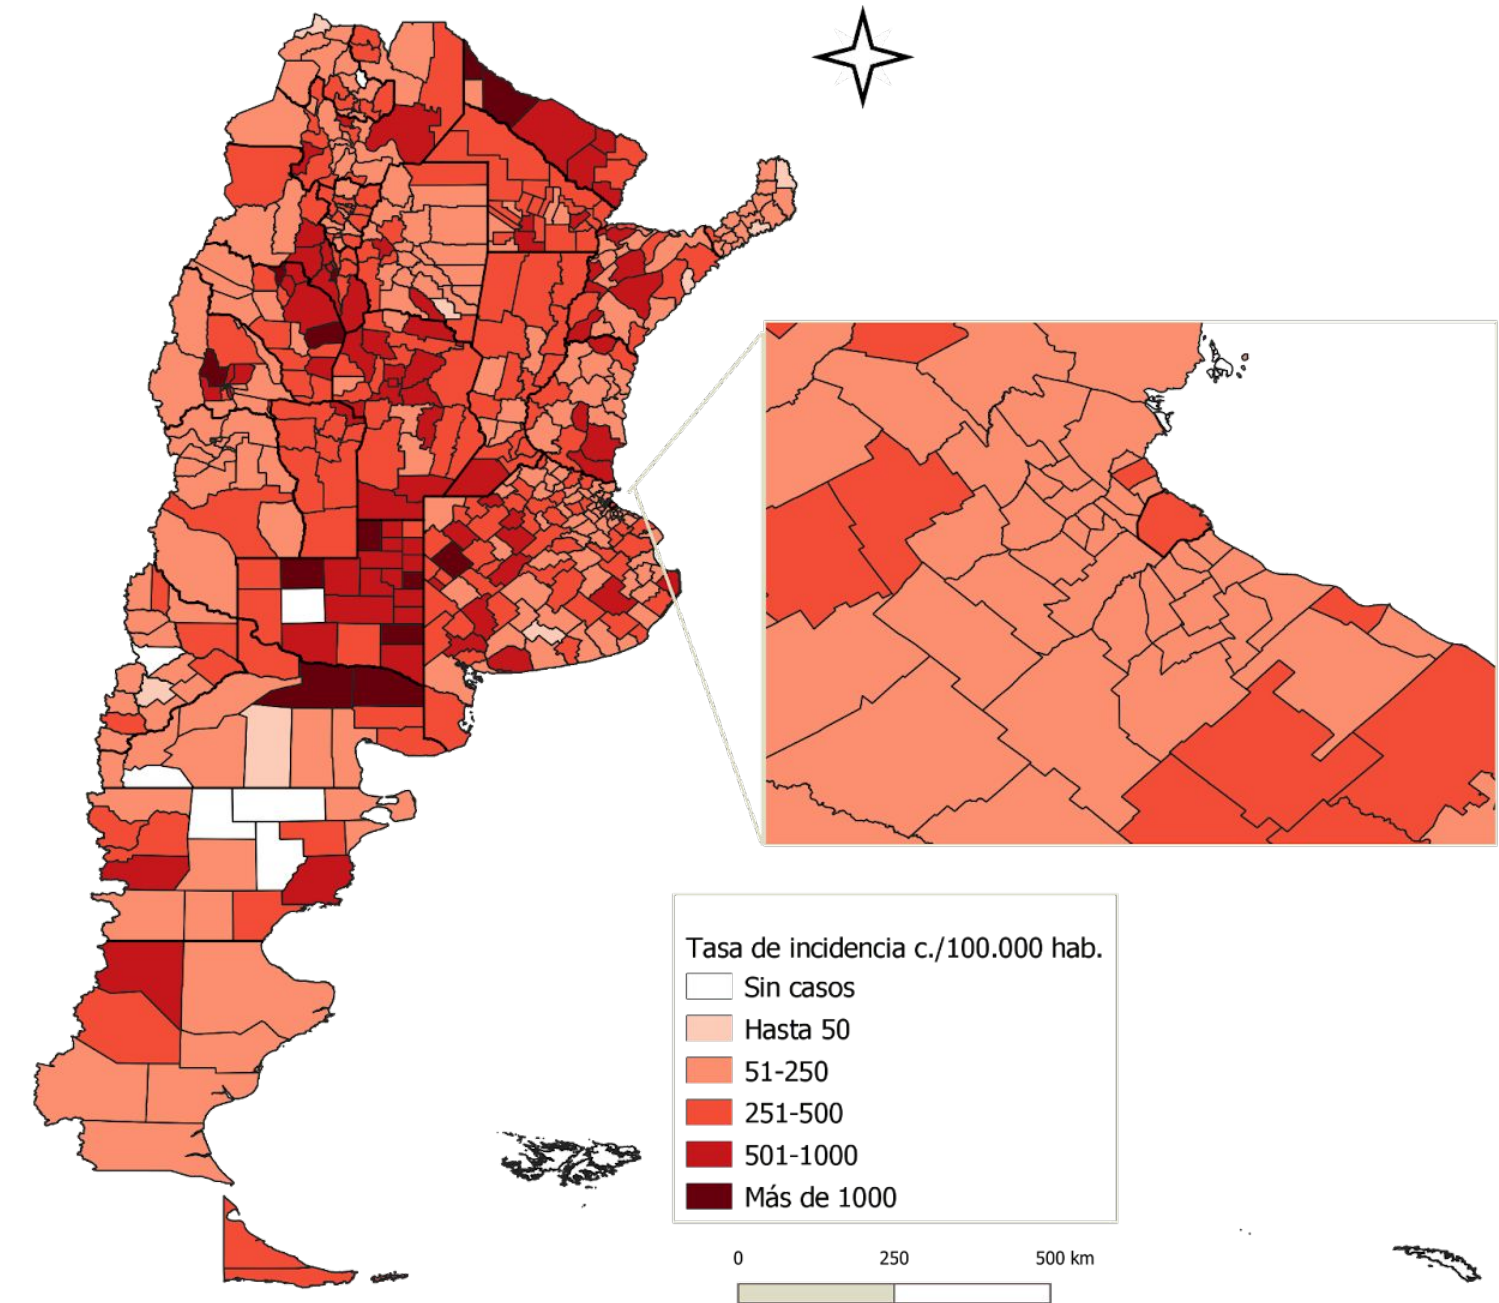 Tasa de incidencia c./100.000 hab.
Sin casos
Hasta 50
51-250
251-500
501-1000
Más de 1000
0 250 500 km